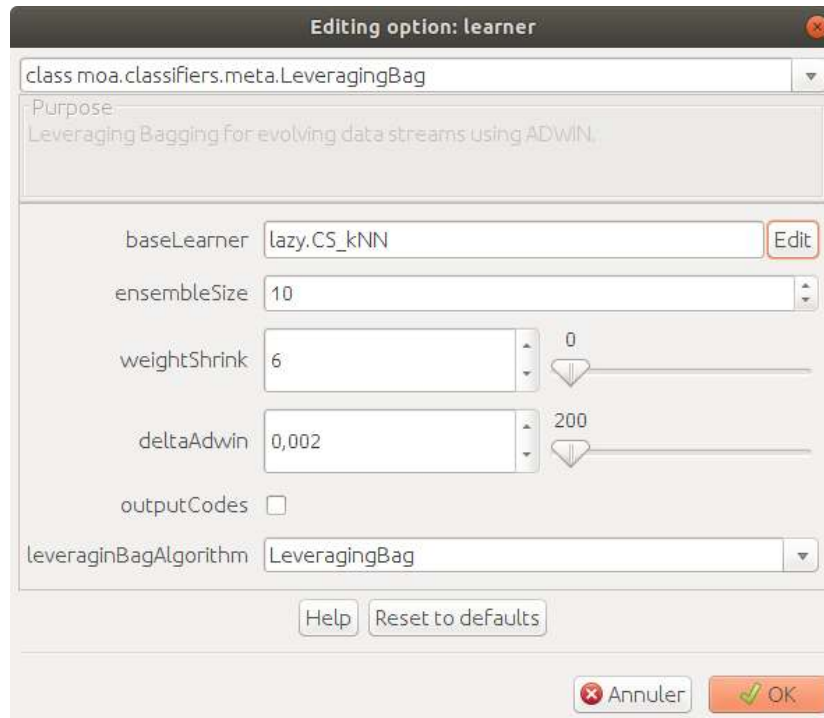 Editing option: learner
class moa.classifiers.meta.LeveragingBag
Purpose
Leveraging Bagging for evolving data streams using ADWIN.
baseLearner lazy.CS_kNN Edit
ensembleSize 10
weightShrink 6 0
deltaAdwin 0,002 200
outputCodes
leveraginBagAlgorithm LeveragingBag
Help Reset to defaults
Annuler OK